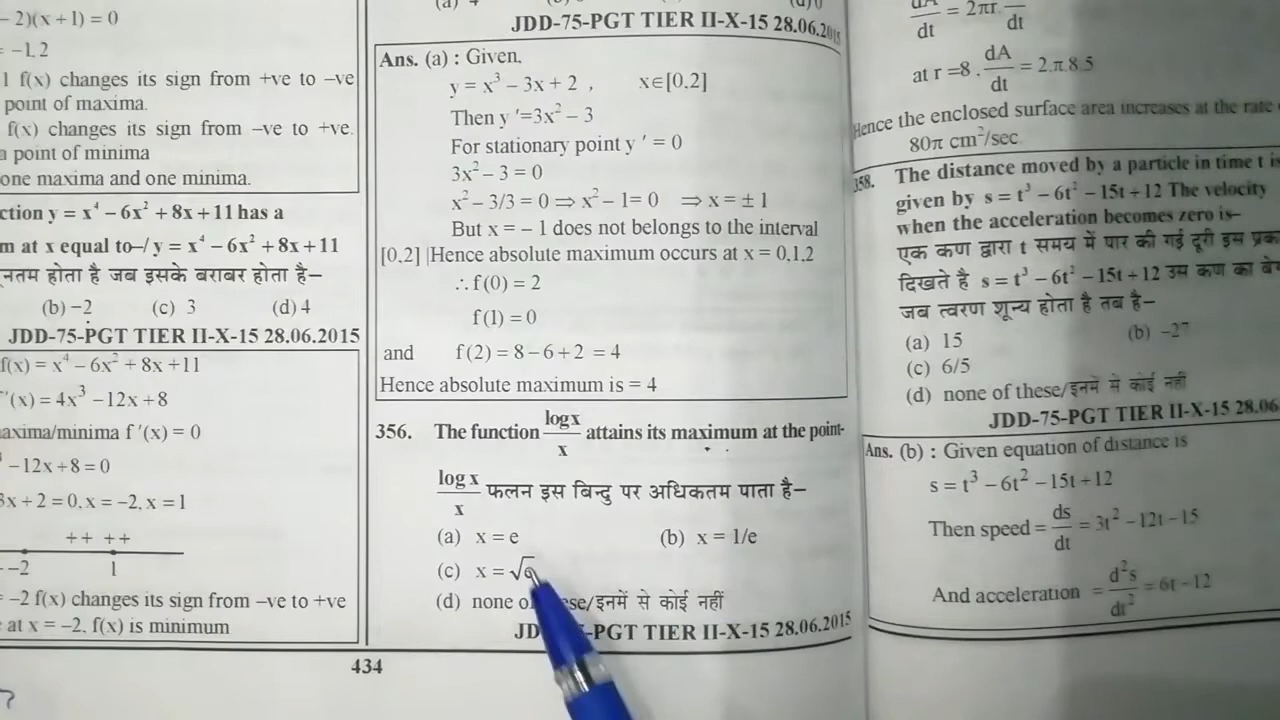 – 2)(x + 1) = 0
= –1, 2
1 f(x) changes its sign from +ve to –ve
point of maxima.
f(x) changes its sign from –ve to +ve.
a point of minima
one maxima and one minima.
ction y = x⁴ – 6x² + 8x + 11 has a
m at x equal to–/ y = x⁴ – 6x² + 8x + 11
नतम होता है जब इसके बराबर होता है–
(b) –2 (c) 3 (d) 4
JDD-75-PGT TIER II-X-15 28.06.2015
f(x) = x⁴ – 6x² + 8x + 11
'(x) = 4x³ – 12x + 8
axima/minima f '(x) = 0
– 12x + 8 = 0
3x + 2 = 0, x = –2, x = 1
++ ++
–2 1
= –2 f(x) changes its sign from –ve to +ve
at x = –2, f(x) is minimum
JDD-75-PGT TIER II-X-15 28.06.2015
Ans. (a) : Given,
y = x³ – 3x + 2 , x∈[0,2]
Then y '=3x² – 3
For stationary point y ' = 0
3x² – 3 = 0
x² – 3/3 = 0 ⇒ x² – 1 = 0 ⇒ x = ± 1
But x = – 1 does not belongs to the interval
[0,2] |Hence absolute maximum occurs at x = 0,1,2
∴ f(0) = 2
f(1) = 0
and f(2) = 8 – 6 + 2 = 4
Hence absolute maximum is = 4
356. The function log x / x attains its maximum at the point-
log x / x फलन इस बिन्दु पर अधिकतम पाता है–
(a) x = e (b) x = 1/e
(c) x = √
(d) none of /इनमें से कोई नहीं
PGT TIER II-X-15 28.06.2015
434
dA/dt = 2πr. /dt
at r =8 , dA/dt = 2.π.8.5
Hence the enclosed surface area increases at the rate
80π cm²/sec
358. The distance moved by a particle in time t is
given by s = t³ – 6t² – 15t + 12 The velocity
when the acceleration becomes zero is–
एक कण द्वारा t समय में पार की गई दूरी इस प्रका
दिखते है s = t³ – 6t² – 15t + 12 उस कण का वे
जब त्वरण शून्य होता है तब है–
(a) 15 (b) –27
(c) 6/5
(d) none of these/इनमें से कोई नहीं
JDD-75-PGT TIER II-X-15 28.06
Ans. (b) : Given equation of distance is
s = t³ – 6t² – 15t + 12
Then speed = ds/dt = 3t² – 12t – 15
And acceleration = d²s/dt² = 6t – 12